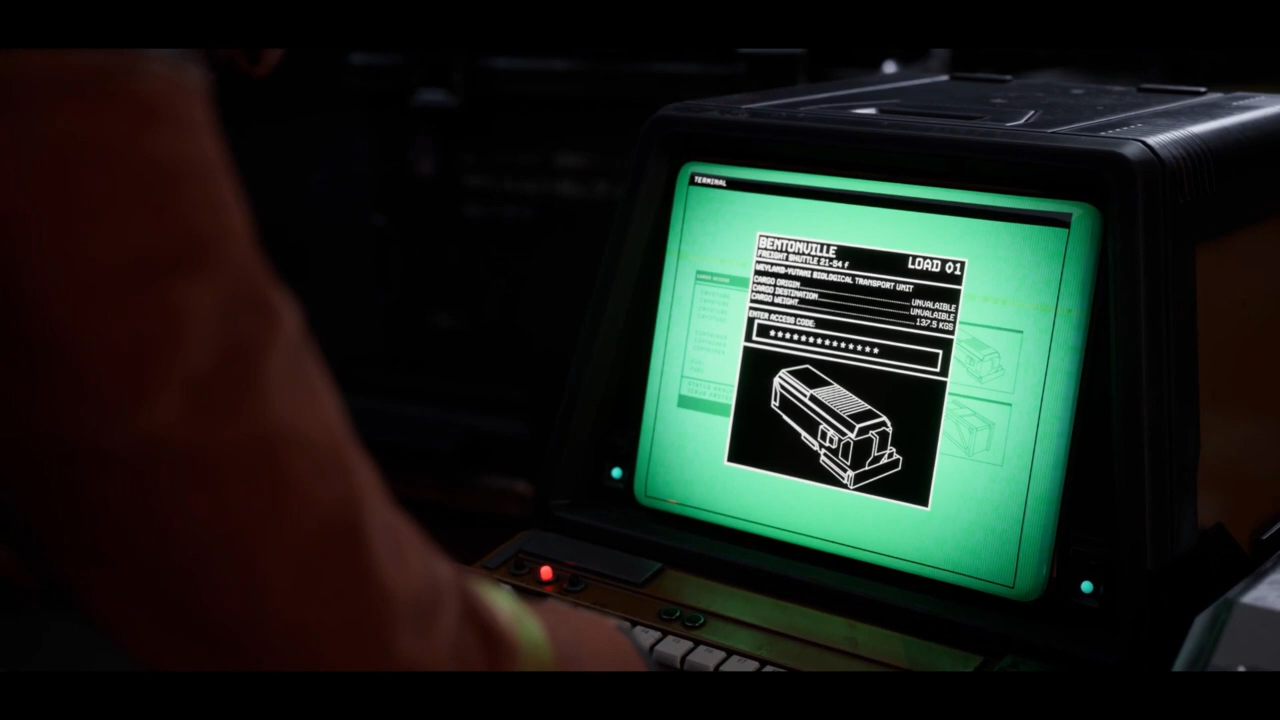 TERMINAL
BENTONVILLE
FREIGHT SHUTTLE 21-54 f
LOAD 01
WEYLAND-YUTANI BIOLOGICAL TRANSPORT UNIT
CARGO ORIGIN UNVALAIBLE
CARGO DESTINATION UNVALAIBLE
CARGO WEIGHT 137.5 KGS
ENTER ACCESS CODE:
*************